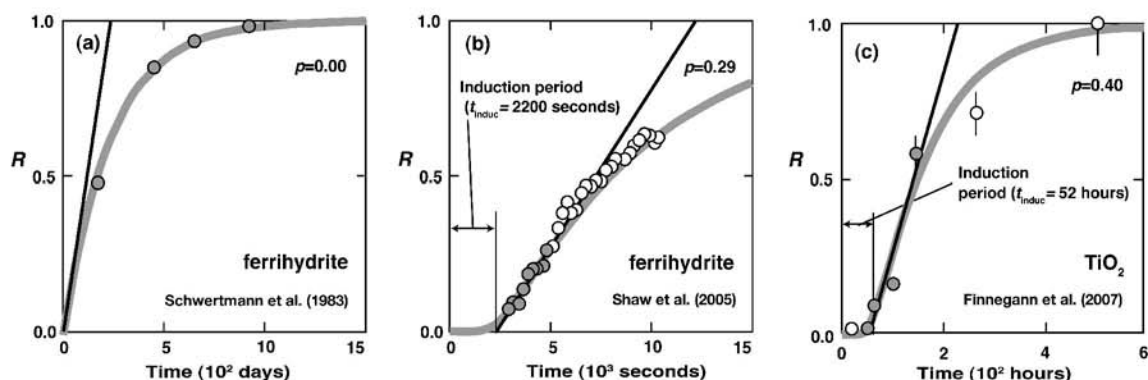 (a)
p=0.00
ferrihydrite
Schwertmann et al. (1983)
R
1.0
0.5
0.0
0
5
10
15
Time (10² days)
(b)
p=0.29
Induction period
(t_induc = 2200 seconds)
ferrihydrite
Shaw et al. (2005)
R
1.0
0.5
0.0
0
5
10
15
Time (10³ seconds)
(c)
p=0.40
Induction
period (t_induc = 52 hours)
TiO₂
Finnegann et al. (2007)
R
1.0
0.5
0.0
0
2
4
6
Time (10² hours)